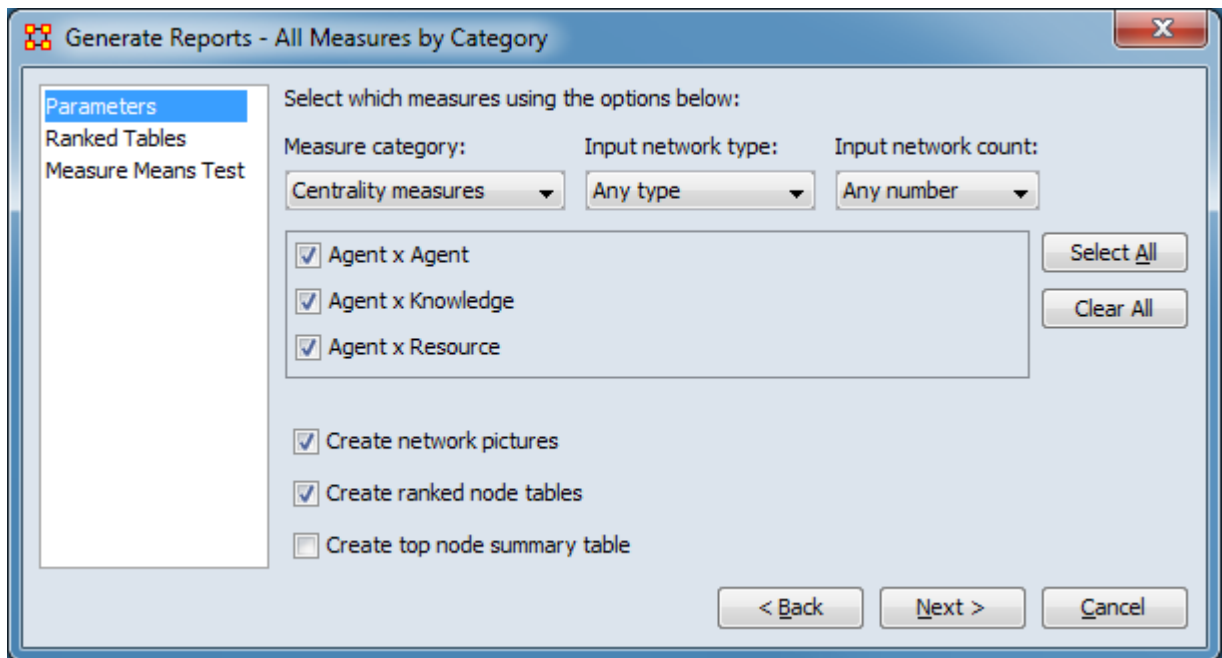 Generate Reports - All Measures by Category
Parameters
Ranked Tables
Measure Means Test
Select which measures using the options below:
Measure category:
Input network type:
Input network count:
Centrality measures
Any type
Any number
Agent x Agent
Agent x Knowledge
Agent x Resource
Select All
Clear All
Create network pictures
Create ranked node tables
Create top node summary table
< Back
Next >
Cancel